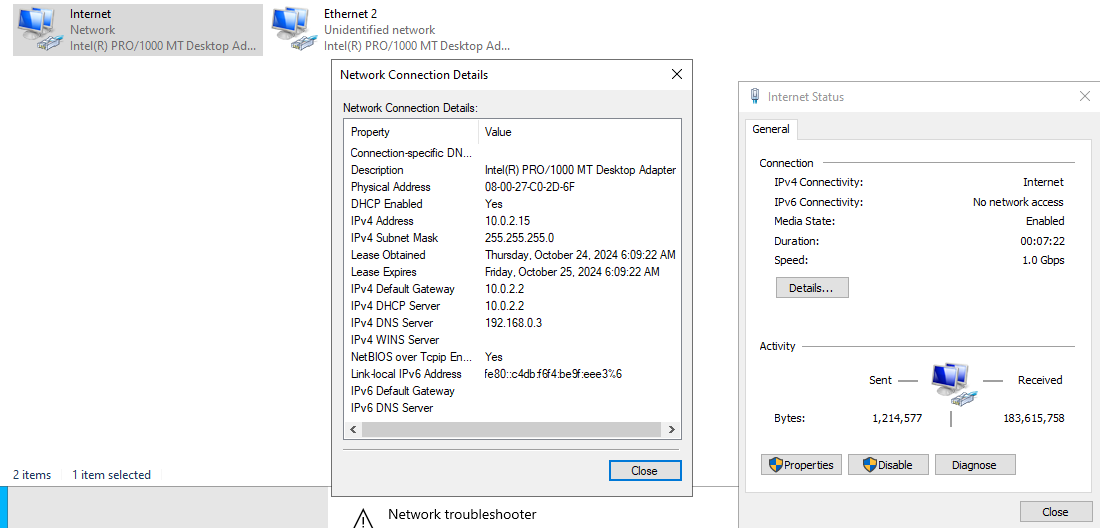 Internet
Network
Intel(R) PRO/1000 MT Desktop Ad...
Ethernet 2
Unidentified network
Intel(R) PRO/1000 MT Desktop Ad...
Network Connection Details
Network Connection Details:
Property Value
Connection-specific DN...
Description Intel(R) PRO/1000 MT Desktop Adapter
Physical Address 08-00-27-C0-2D-6F
DHCP Enabled Yes
IPv4 Address 10.0.2.15
IPv4 Subnet Mask 255.255.255.0
Lease Obtained Thursday, October 24, 2024 6:09:22 AM
Lease Expires Friday, October 25, 2024 6:09:22 AM
IPv4 Default Gateway 10.0.2.2
IPv4 DHCP Server 10.0.2.2
IPv4 DNS Server 192.168.0.3
IPv4 WINS Server
NetBIOS over Tcpip En... Yes
Link-local IPv6 Address fe80::c4db:f6f4:be9f:eee3%6
IPv6 Default Gateway
IPv6 DNS Server
Close
Internet Status
General
Connection
IPv4 Connectivity: Internet
IPv6 Connectivity: No network access
Media State: Enabled
Duration: 00:07:22
Speed: 1.0 Gbps
Details...
Activity
Sent Received
Bytes: 1,214,577 183,615,758
Properties Disable Diagnose
Close
2 items 1 item selected
Network troubleshooter